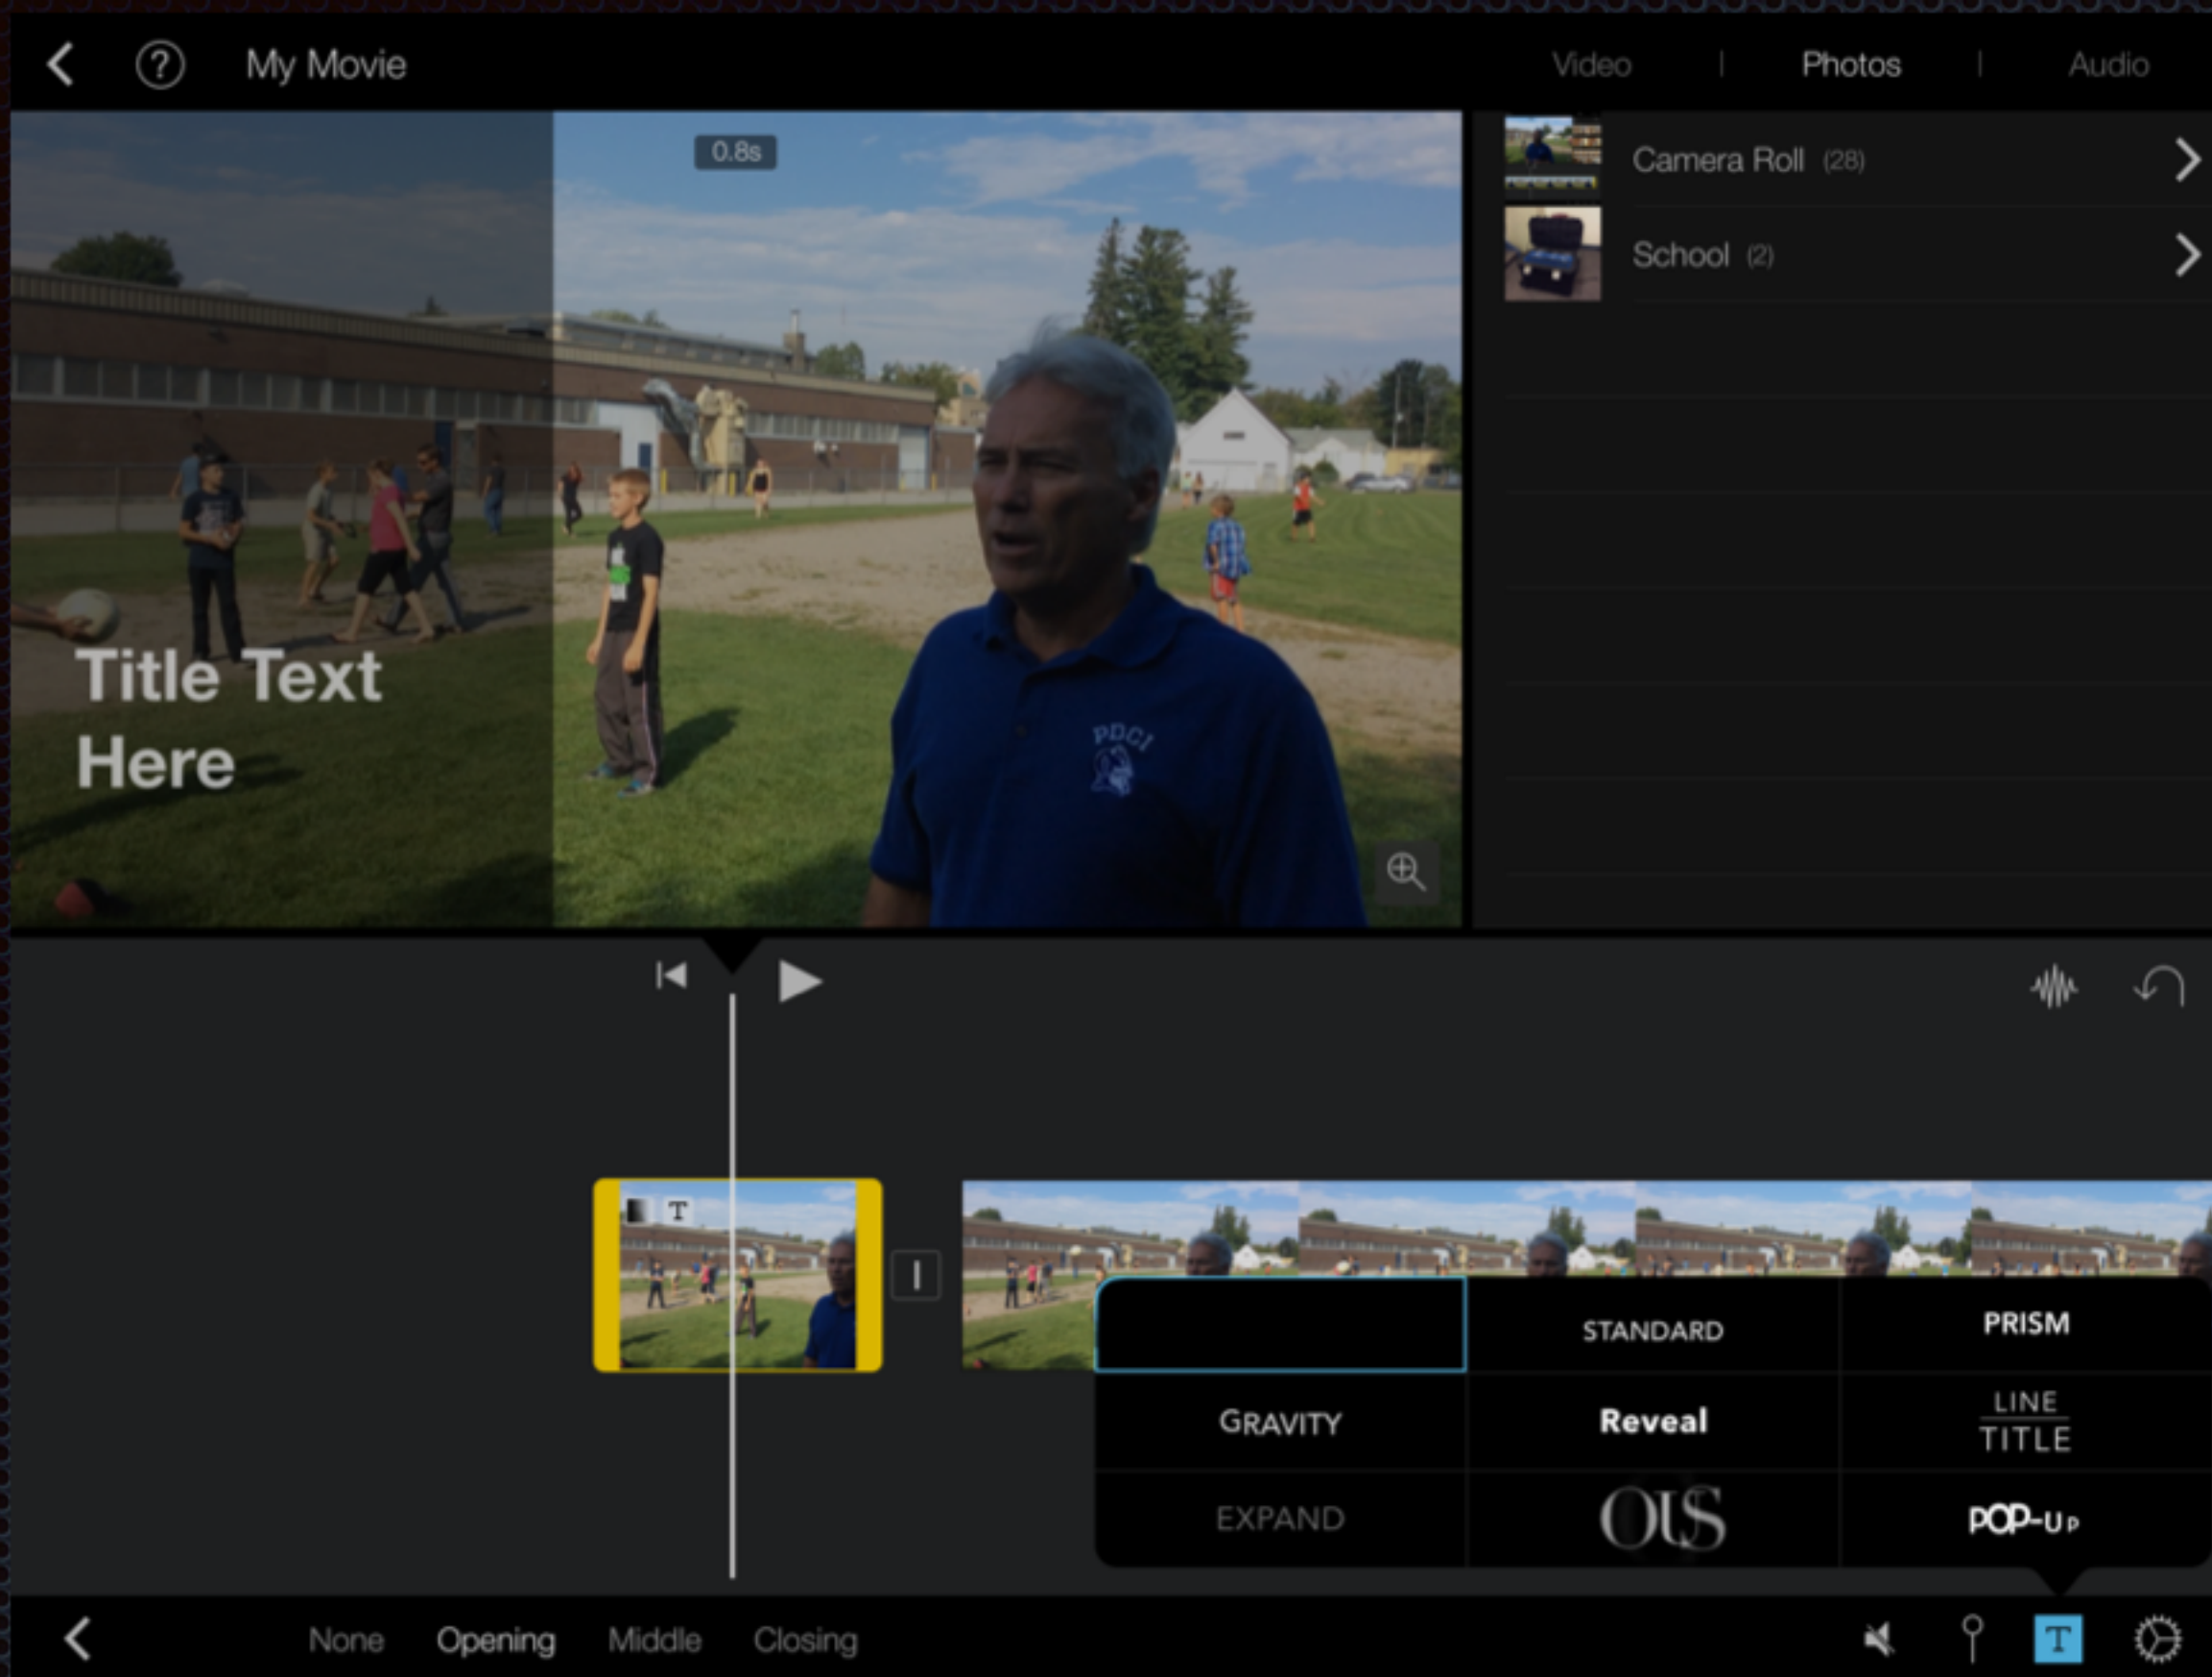 My Movie
Video | Photos | Audio
0.8s
Camera Roll (28)
School (2)
Title Text
Here
PDCI
T
STANDARD
PRISM
GRAVITY
Reveal
LINE
TITLE
EXPAND
POP-UP
None
Opening
Middle
Closing
T